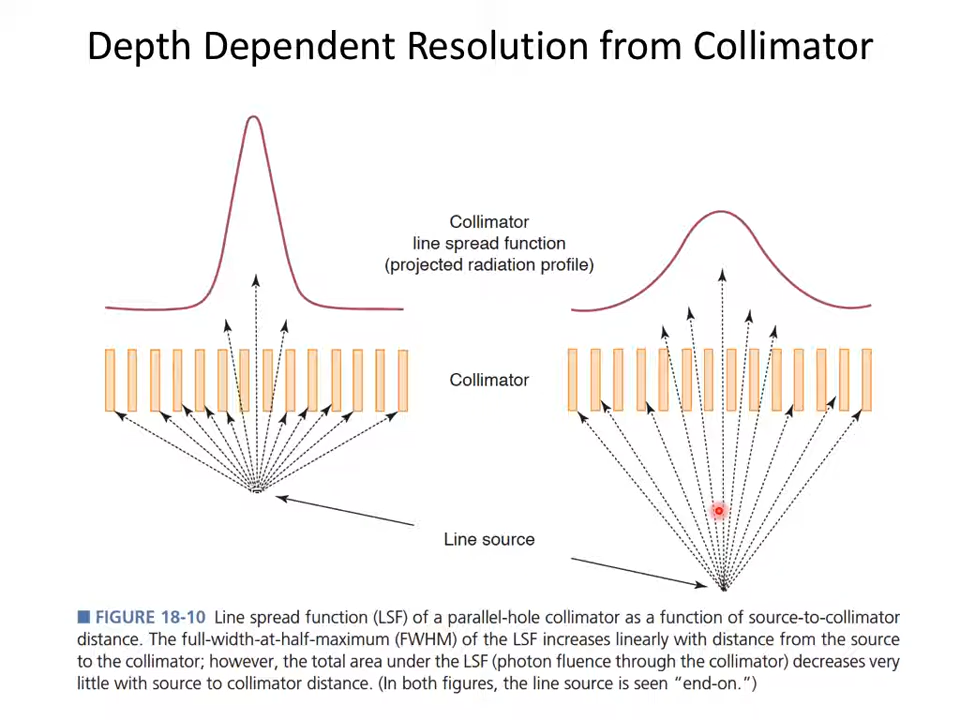 Depth Dependent Resolution from Collimator
Collimator
line spread function
(projected radiation profile)
Collimator
Line source
FIGURE 18-10 Line spread function (LSF) of a parallel-hole collimator as a function of source-to-collimator
distance. The full-width-at-half-maximum (FWHM) of the LSF increases linearly with distance from the source
to the collimator; however, the total area under the LSF (photon fluence through the collimator) decreases very
little with source to collimator distance. (In both figures, the line source is seen “end-on.”)